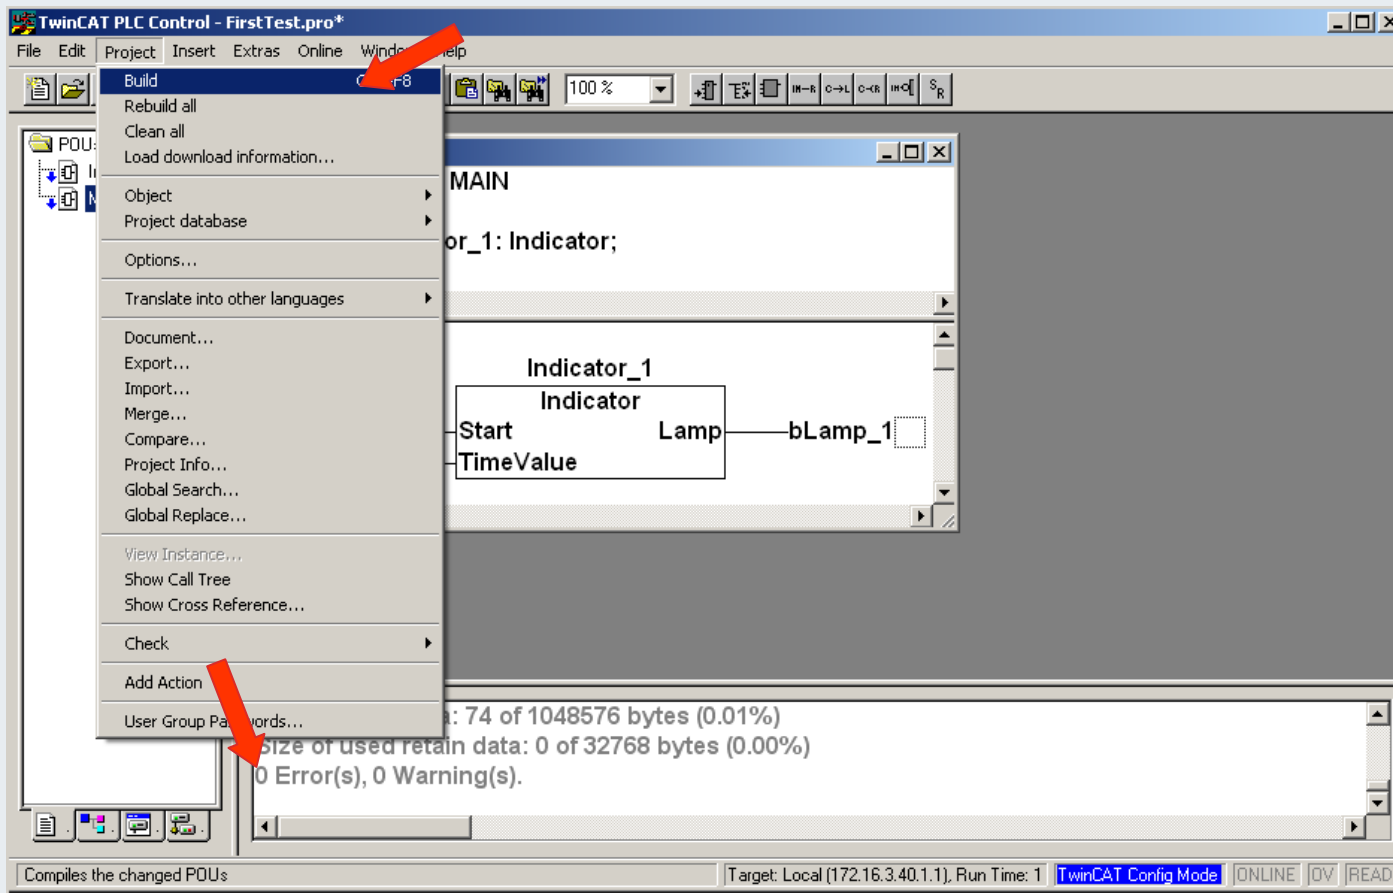 TwinCAT PLC Control - FirstTest.pro*
File Edit Project Insert Extras Online
100 %
IN-R C→L C-<R IN-O[ S R
Build F8
Rebuild all
Clean all
Load download information...
Object
Project database
Options...
Translate into other languages
Document...
Export...
Import...
Merge...
Compare...
Project Info...
Global Search...
Global Replace...
View Instance...
Show Call Tree
Show Cross Reference...
Check
Add Action
User Group
MAIN
or_1: Indicator;
Indicator_1
Indicator
Start Lamp bLamp_1
TimeValue
: 74 of 1048576 bytes (0.01%)
Size of used retain data: 0 of 32768 bytes (0.00%)
0 Error(s), 0 Warning(s).
Compiles the changed POUs
Target: Local (172.16.3.40.1.1), Run Time: 1 TwinCAT Config Mode ONLINE OV READ